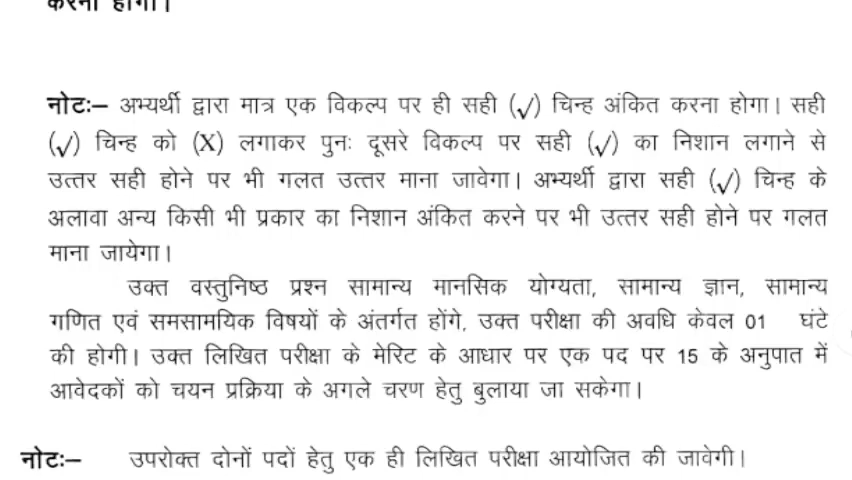 करना होगा।
नोटः– अभ्यर्थी द्वारा मात्र एक विकल्प पर ही सही (√) चिन्ह अंकित करना होगा। सही
(√) चिन्ह को (X) लगाकर पुनः दूसरे विकल्प पर सही (√) का निशान लगाने से
उत्तर सही होने पर भी गलत उत्तर माना जावेगा। अभ्यर्थी द्वारा सही (√) चिन्ह के
अलावा अन्य किसी भी प्रकार का निशान अंकित करने पर भी उत्तर सही होने पर गलत
माना जायेगा।
उक्त वस्तुनिष्ठ प्रश्न सामान्य मानसिक योग्यता, सामान्य ज्ञान, सामान्य
गणित एवं समसामयिक विषयों के अंतर्गत होंगे, उक्त परीक्षा की अवधि केवल 01 घंटे
की होगी। उक्त लिखित परीक्षा के मेरिट के आधार पर एक पद पर 15 के अनुपात में
आवेदकों को चयन प्रक्रिया के अगले चरण हेतु बुलाया जा सकेगा।
नोटः– उपरोक्त दोनों पदों हेतु एक ही लिखित परीक्षा आयोजित की जावेगी।